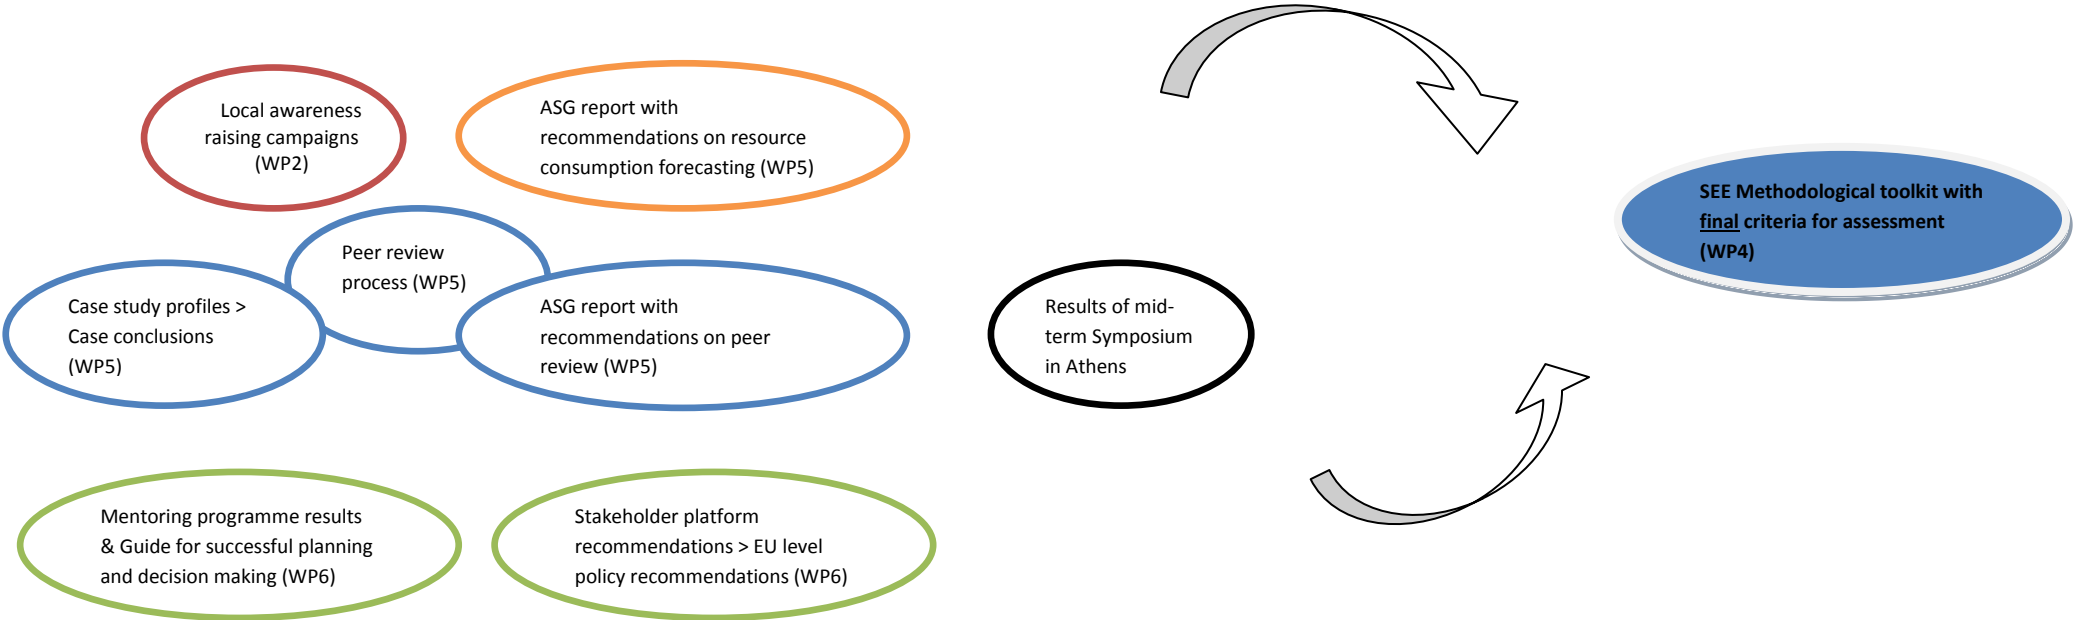 Local awareness
raising campaigns
(WP2)
ASG report with
recommendations on resource
consumption forecasting (WP5)
SEE Methodological toolkit with
final criteria for assessment
(WP4)
Peer review
process (WP5)
Case study profiles >
Case conclusions
(WP5)
ASG report with
recommendations on peer
review (WP5)
Results of mid-
term Symposium
in Athens
Mentoring programme results
& Guide for successful planning
and decision making (WP6)
Stakeholder platform
recommendations > EU level
policy recommendations (WP6)